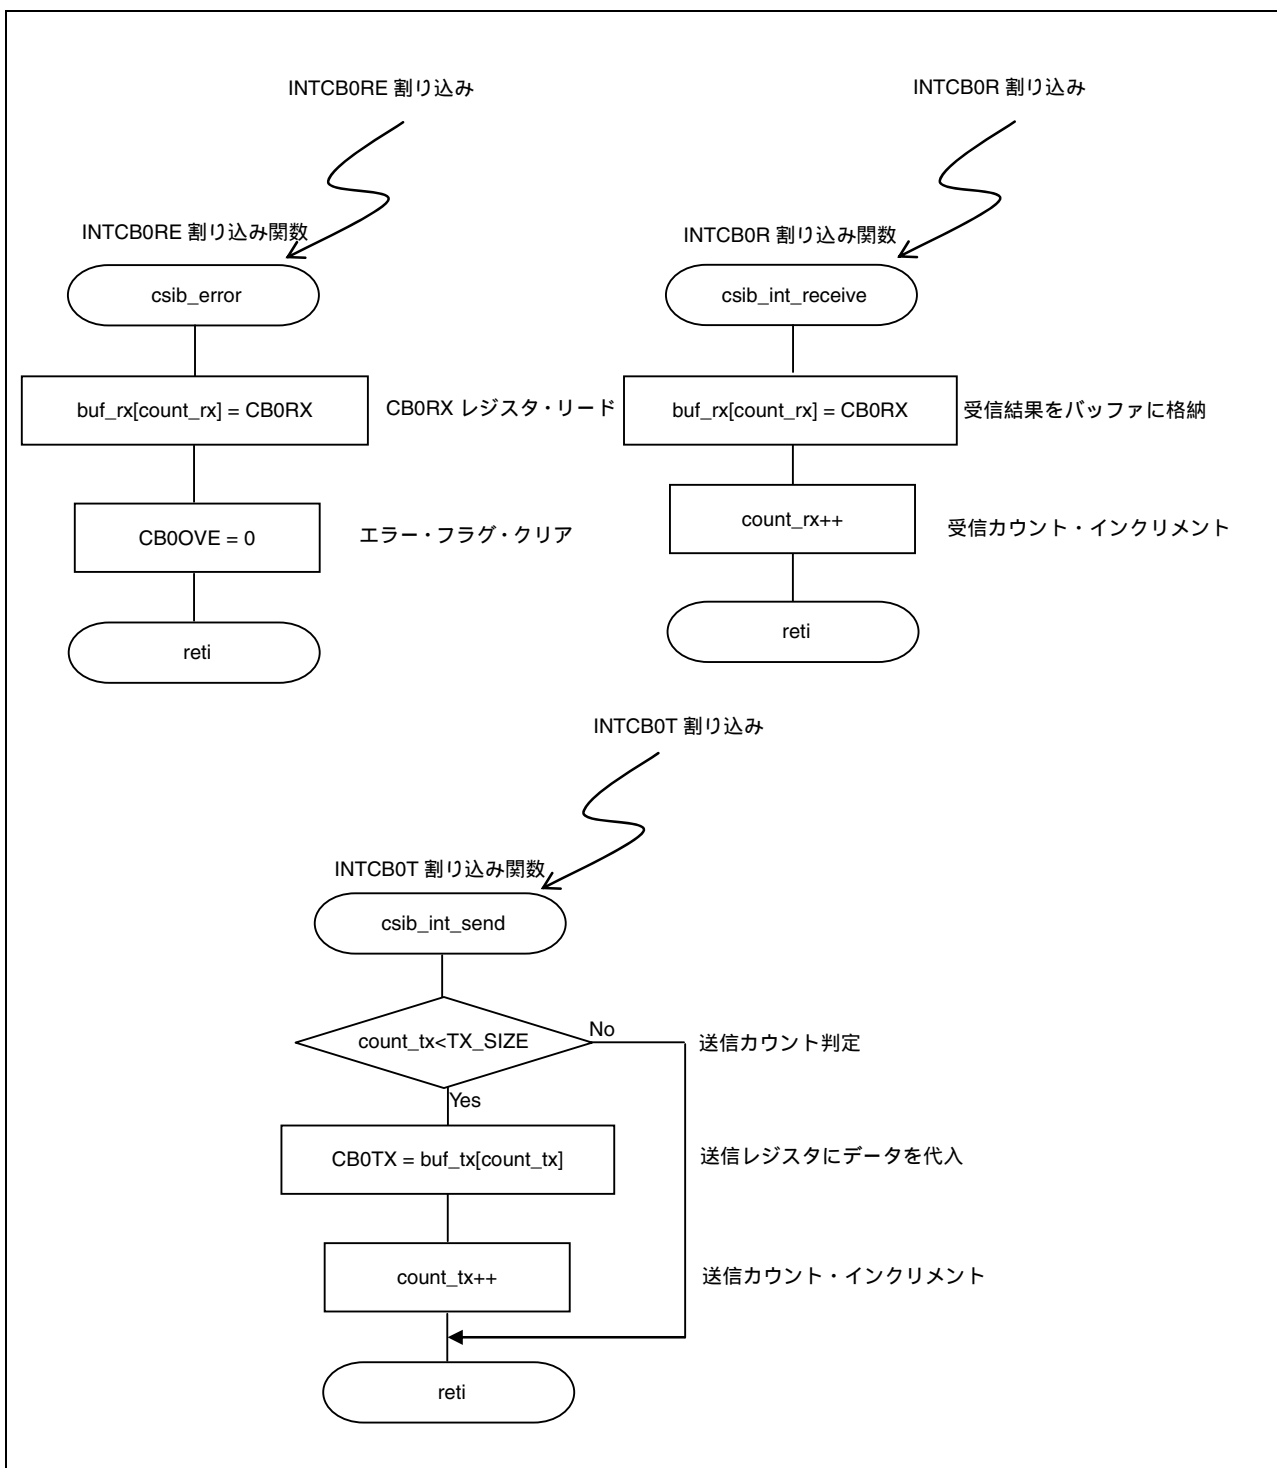 INTCB0RE 割り込み
INTCB0R 割り込み
INTCB0RE 割り込み関数
INTCB0R 割り込み関数
csib_error
csib_int_receive
buf_rx[count_rx] = CB0RX
CB0RX レジスタ・リード
buf_rx[count_rx] = CB0RX
受信結果をバッファに格納
CB0OVE = 0
エラー・フラグ・クリア
count_rx++
受信カウント・インクリメント
reti
reti
INTCB0T 割り込み
INTCB0T 割り込み関数
csib_int_send
count_tx<TX_SIZE
No
送信カウント判定
Yes
CB0TX = buf_tx[count_tx]
送信レジスタにデータを代入
count_tx++
送信カウント・インクリメント
reti